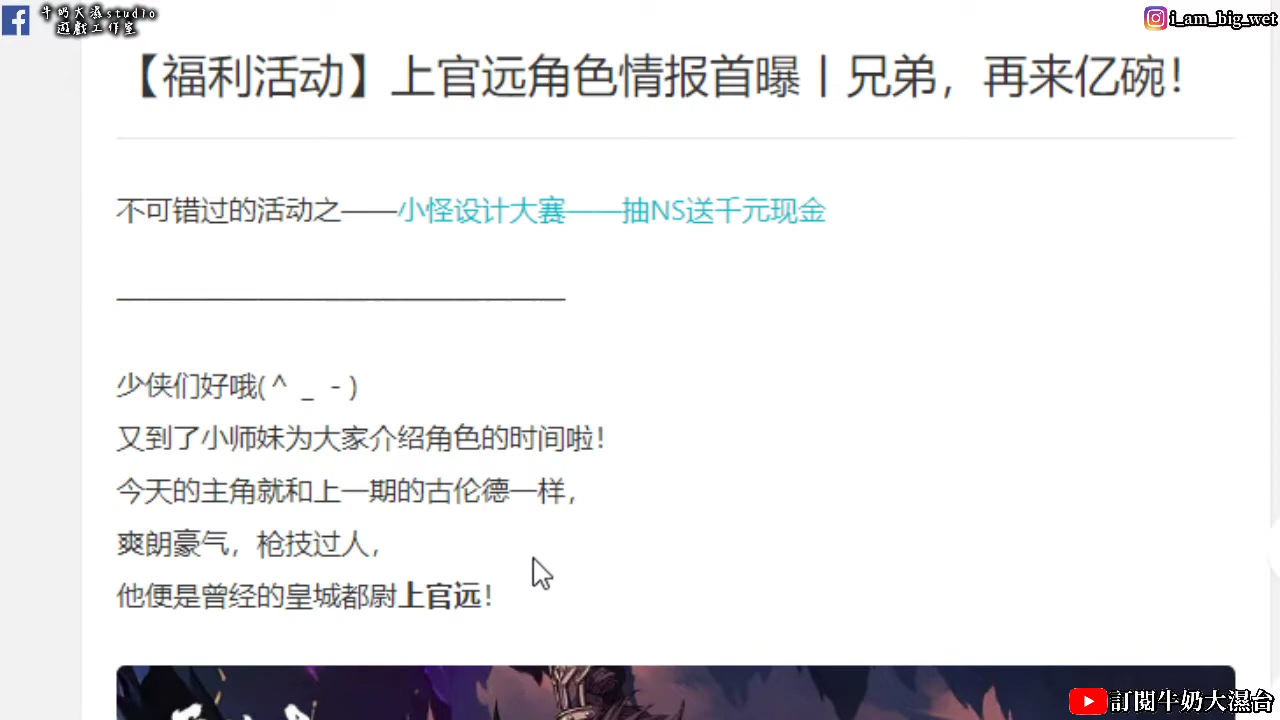 牛奶大濕studio
遊戲工作室
i_am_big_wet
【福利活动】上官远角色情报首曝丨兄弟，再来亿碗！
不可错过的活动之——小怪设计大赛——抽NS送千元现金
————————————————
少侠们好哦(＾_－)
又到了小师妹为大家介绍角色的时间啦！
今天的主角就和上一期的古伦德一样，
爽朗豪气，枪技过人，
他便是曾经的皇城都尉上官远！
訂閱牛奶大濕台